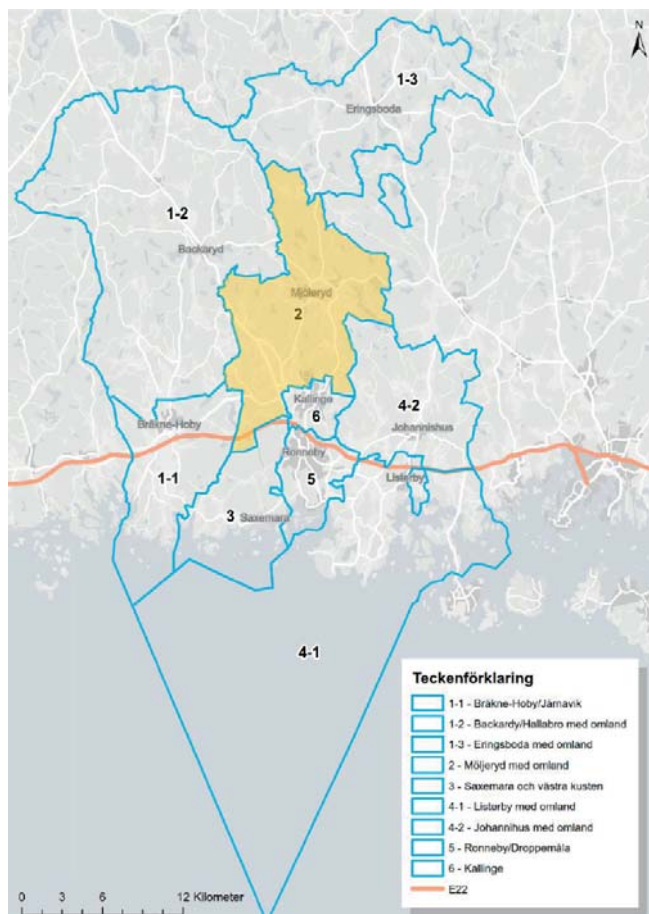 N
1-3
Eringsboda
1-2
Backaryd
Mjöleryd
2
Kallinge
6
4-2
Bräkne-Hoby
Johannishus
Ronneby
1-1
5
Listerby
3
Saxemara
4-1
Teckenförklaring
1-1 - Bräkne-Hoby/Järnavik
1-2 - Backardy/Hallabro med omland
1-3 - Eringsboda med omland
2 - Möljeryd med omland
3 - Saxemara och västra kusten
4-1 - Listerby med omland
4-2 - Johannihus med omland
5 - Ronneby/Droppemåla
6 - Kallinge
E22
0 3 6 12 Kilometer